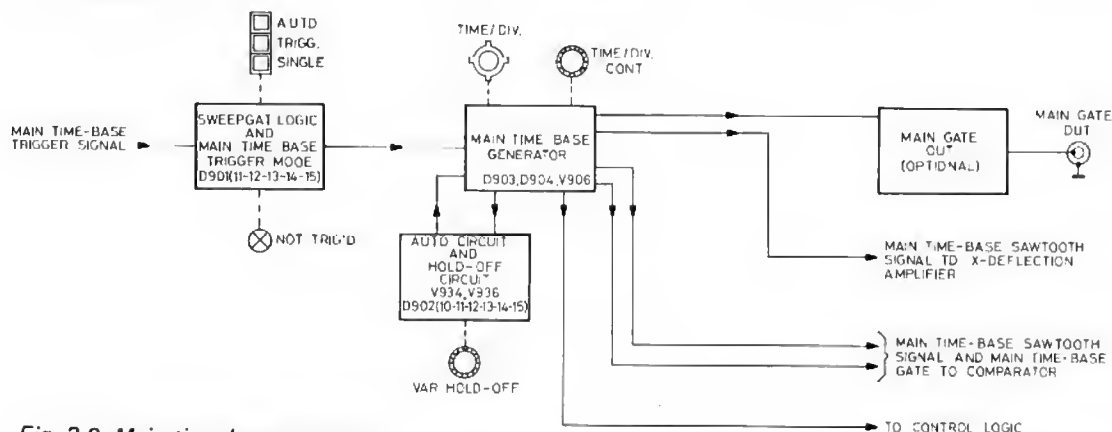 AUTO
TRIGG.
SINGLE
TIME/DIV.
TIME/DIV.
CONT
MAIN TIME-BASE
TRIGGER SIGNAL
SWEEPGAT LOGIC
AND
MAIN TIME BASE
TRIGGER MODE
D901(11-12-13-14-15)
MAIN TIME BASE
GENERATOR
D903,D904,V906
MAIN GATE
OUT
(OPTIONAL)
MAIN GATE
OUT
NOT TRIG'D
AUTO CIRCUIT
AND
HOLD-OFF
CIRCUIT
V934,V936
D902(10-11-12-13-14-15)
MAIN TIME-BASE SAWTOOTH
SIGNAL TO X-DEFLECTION
AMPLIFIER
VAR HOLD-OFF
MAIN TIME-BASE SAWTOOTH
SIGNAL AND MAIN TIME-BASE
GATE TO COMPARATOR
TO CONTROL LOGIC